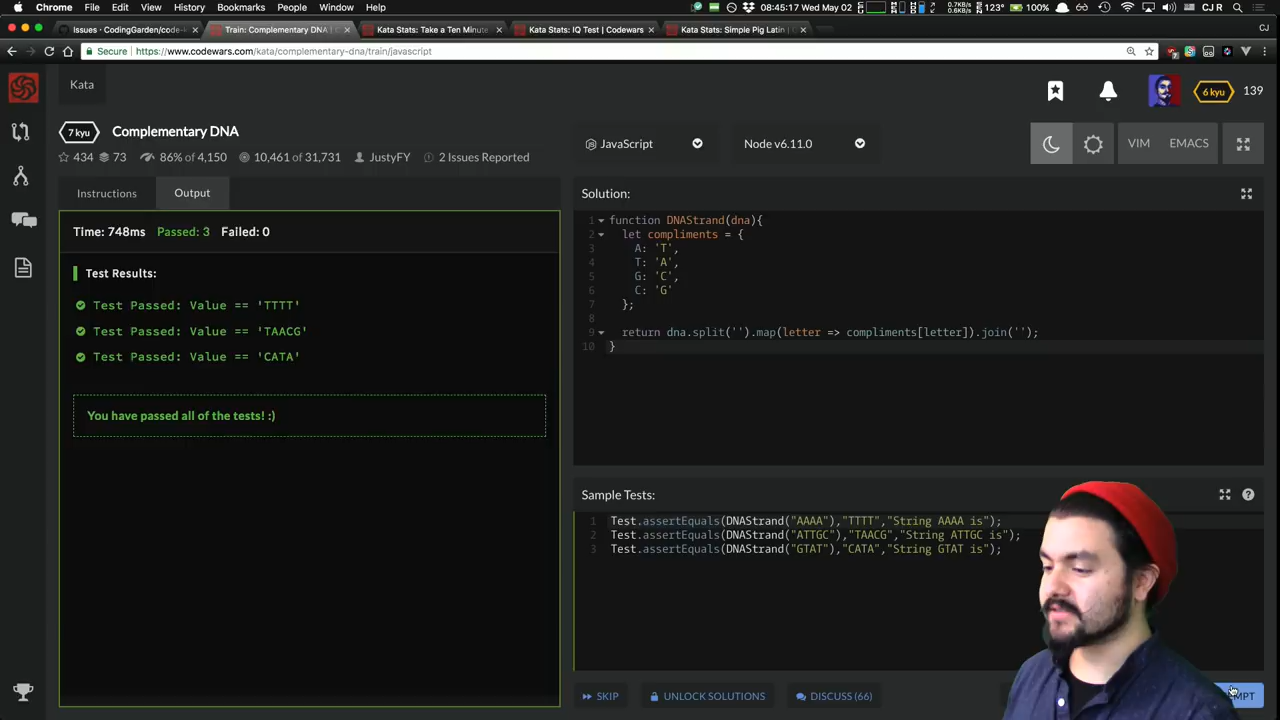 Chrome File Edit View History Bookmarks People Window Help
08:45:17 Wed May 02 0.2KB/s 0.6KB/s 123° 100% CJ R
Issues · CodingGarden/code-k
Train: Complementary DNA | C
Kata Stats: Take a Ten Minute
Kata Stats: IQ Test | Codewars
Kata Stats: Simple Pig Latin | Co
CJ
Secure https://www.codewars.com/kata/complementary-dna/train/javascript
Kata
6 kyu 139
7 kyu Complementary DNA
434 73 86% of 4,150 10,461 of 31,731 JustyFY 2 Issues Reported
JavaScript
Node v6.11.0
VIM EMACS
Instructions Output
Time: 748ms Passed: 3 Failed: 0
Test Results:
Test Passed: Value == 'TTTT'
Test Passed: Value == 'TAACG'
Test Passed: Value == 'CATA'
You have passed all of the tests! :)
Solution:
1 function DNAStrand(dna){
2 let compliments = {
3 A: 'T',
4 T: 'A',
5 G: 'C',
6 C: 'G'
7 };
8
9 return dna.split('').map(letter => compliments[letter]).join('');
10 }
Sample Tests:
1 Test.assertEquals(DNAStrand("AAAA"),"TTTT","String AAAA is");
2 Test.assertEquals(DNAStrand("ATTGC"),"TAACG","String ATTGC is");
3 Test.assertEquals(DNAStrand("GTAT"),"CATA","String GTAT is");
SKIP UNLOCK SOLUTIONS DISCUSS (66) MPT